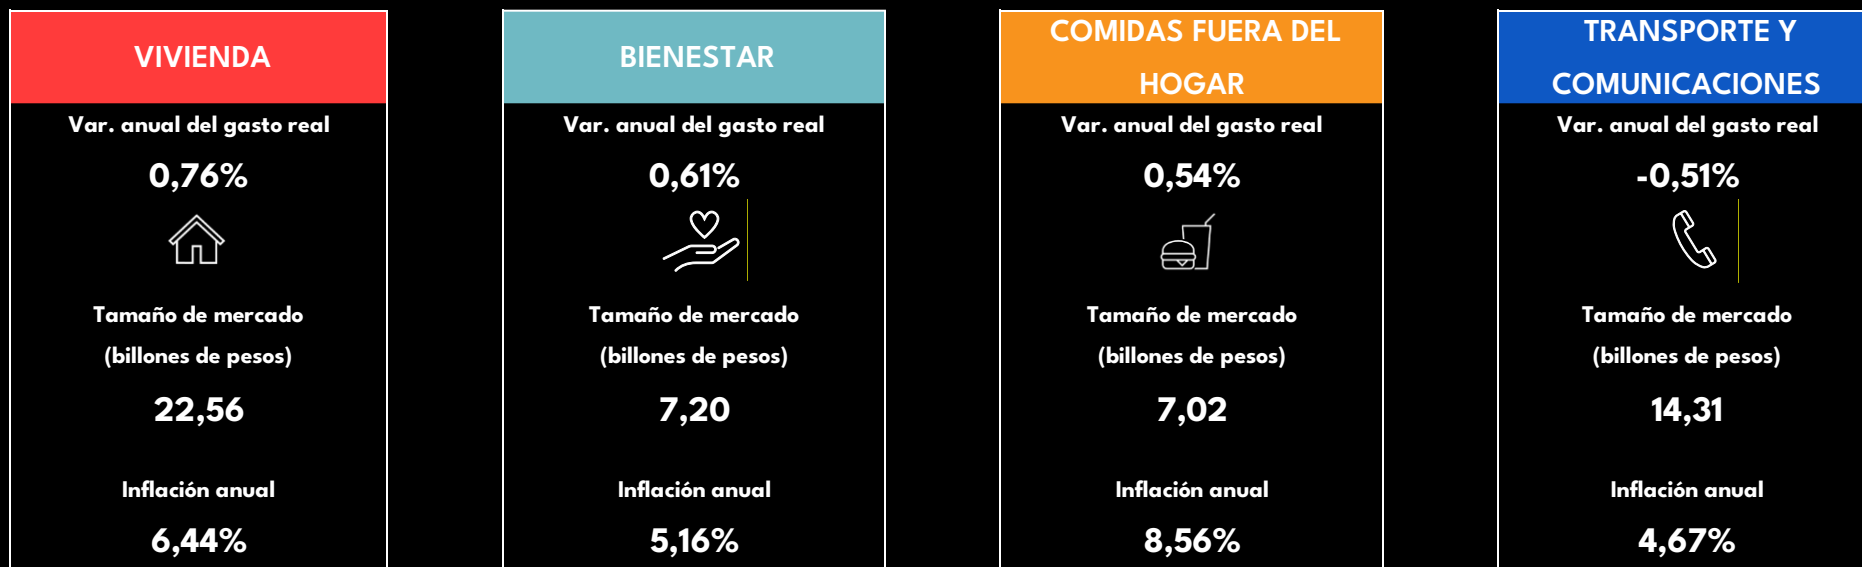 VIVIENDA
Var. anual del gasto real
0,76%
Tamaño de mercado
(billones de pesos)
22,56
Inflación anual
6,44%
BIENESTAR
Var. anual del gasto real
0,61%
Tamaño de mercado
(billones de pesos)
7,20
Inflación anual
5,16%
COMIDAS FUERA DEL
HOGAR
Var. anual del gasto real
0,54%
Tamaño de mercado
(billones de pesos)
7,02
Inflación anual
8,56%
TRANSPORTE Y
COMUNICACIONES
Var. anual del gasto real
-0,51%
Tamaño de mercado
(billones de pesos)
14,31
Inflación anual
4,67%